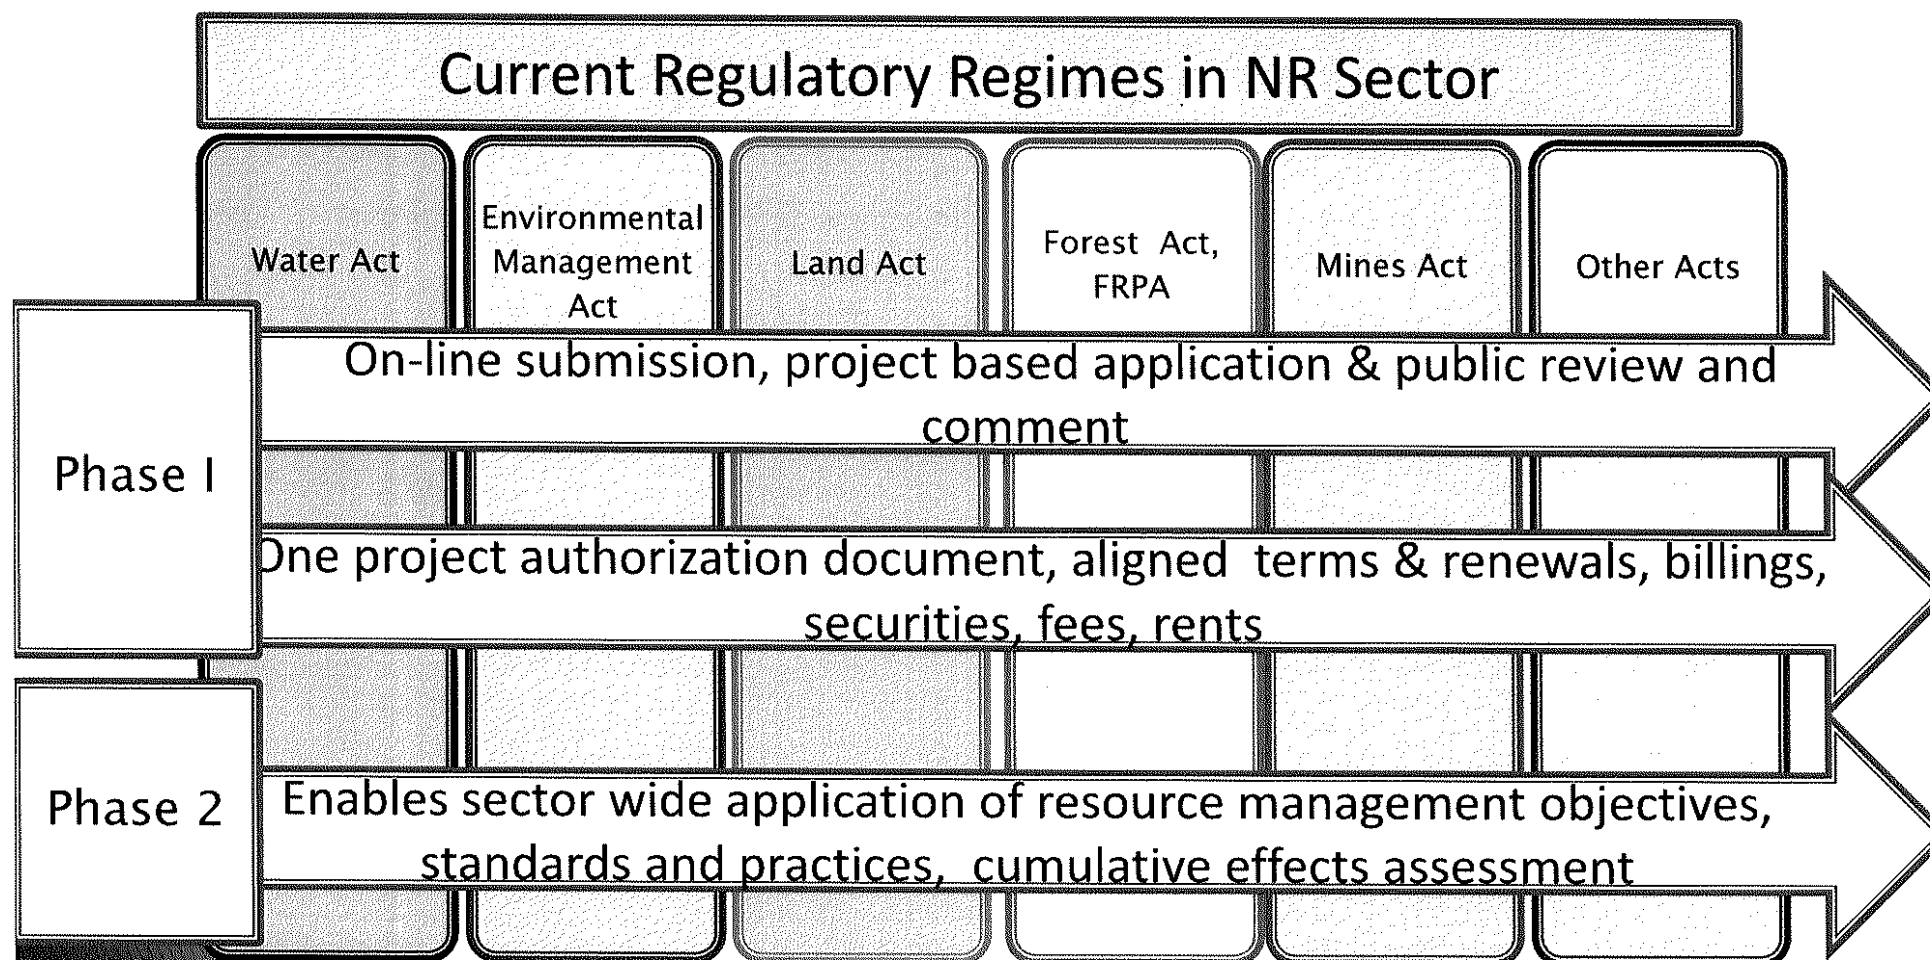 Current Regulatory Regimes in NR Sector
Water Act
Environmental
Management
Act
Land Act
Forest Act,
FRPA
Mines Act
Other Acts
Phase I
On-line submission, project based application & public review and
comment
One project authorization document, aligned terms & renewals, billings,
securities, fees, rents
Phase 2
Enables sector wide application of resource management objectives,
standards and practices, cumulative effects assessment